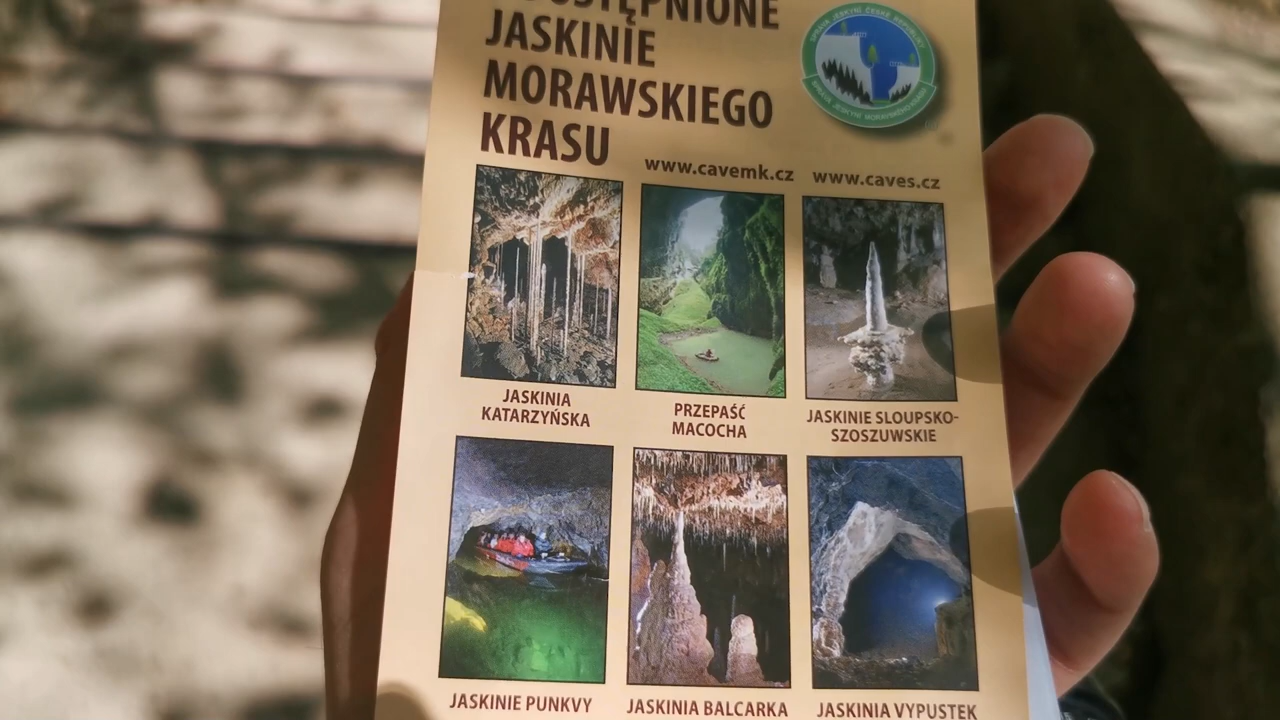 JASKINIE
MORAWSKIEGO
KRASU
www.cavemk.cz www.caves.cz
JASKINIA
KATARZYŃSKA
PRZEPAŚĆ
MACOCHA
JASKINIE SLOUPSKO-
SZOSZUWSKIE
JASKINIE PUNKVY
JASKINIA BALCARKA
JASKINIA VYPUSTEK